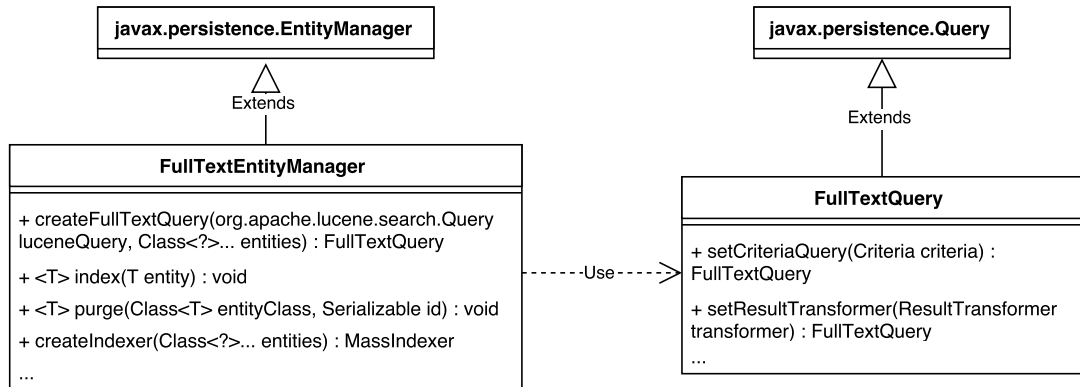 javax.persistence.EntityManager
Extends
FullTextEntityManager
+ createFullTextQuery(org.apache.lucene.search.Query
luceneQuery, Class<?>... entities) : FullTextQuery
+ <T> index(T entity) : void
+ <T> purge(Class<T> entityClass, Serializable id) : void
+ createIndexer(Class<?>... entities) : MassIndexer
...
Use
javax.persistence.Query
Extends
FullTextQuery
+ setCriteriaQuery(Criteria criteria) :
FullTextQuery
+ setResultTransformer(ResultTransformer
transformer) : FullTextQuery
...